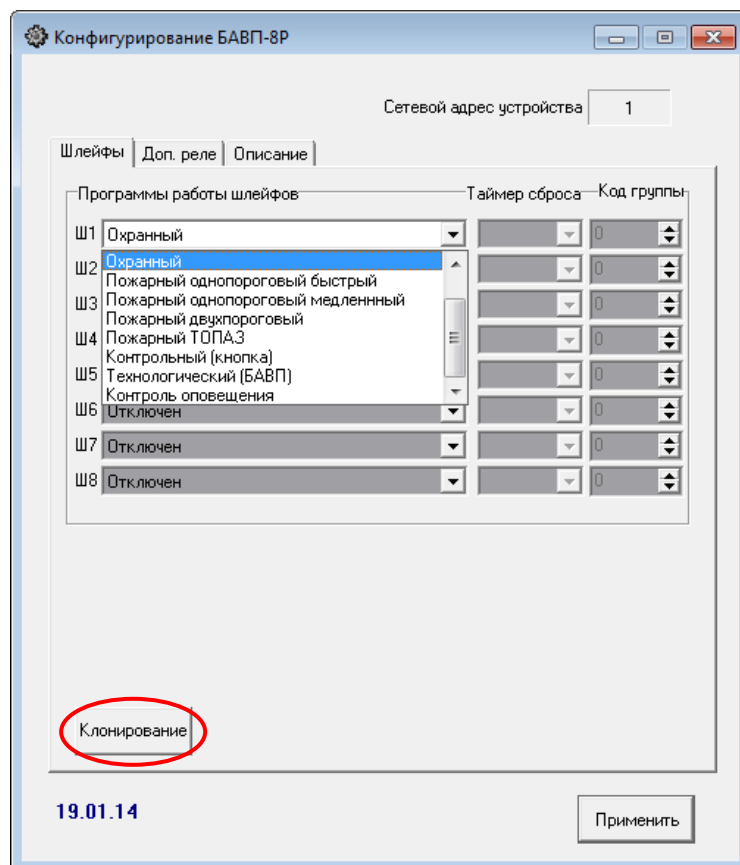 Конфигурирование БАВП-8Р
Сетевой адрес устройства 1
Шлейфы Доп. реле Описание
Программы работы шлейфов Таймер сброса Код группы
Ш1 Охранный 0
Ш2 Охранный 0
Пожарный однопороговый быстрый
Ш3 Пожарный однопороговый медленнный 0
Пожарный двухпороговый
Ш4 Пожарный ТОПАЗ 0
Контрольный (кнопка)
Ш5 Технологический (БАВП) 0
Контроль оповещения
Ш6 Отключен 0
Ш7 Отключен 0
Ш8 Отключен 0
Клонирование
19.01.14
Применить